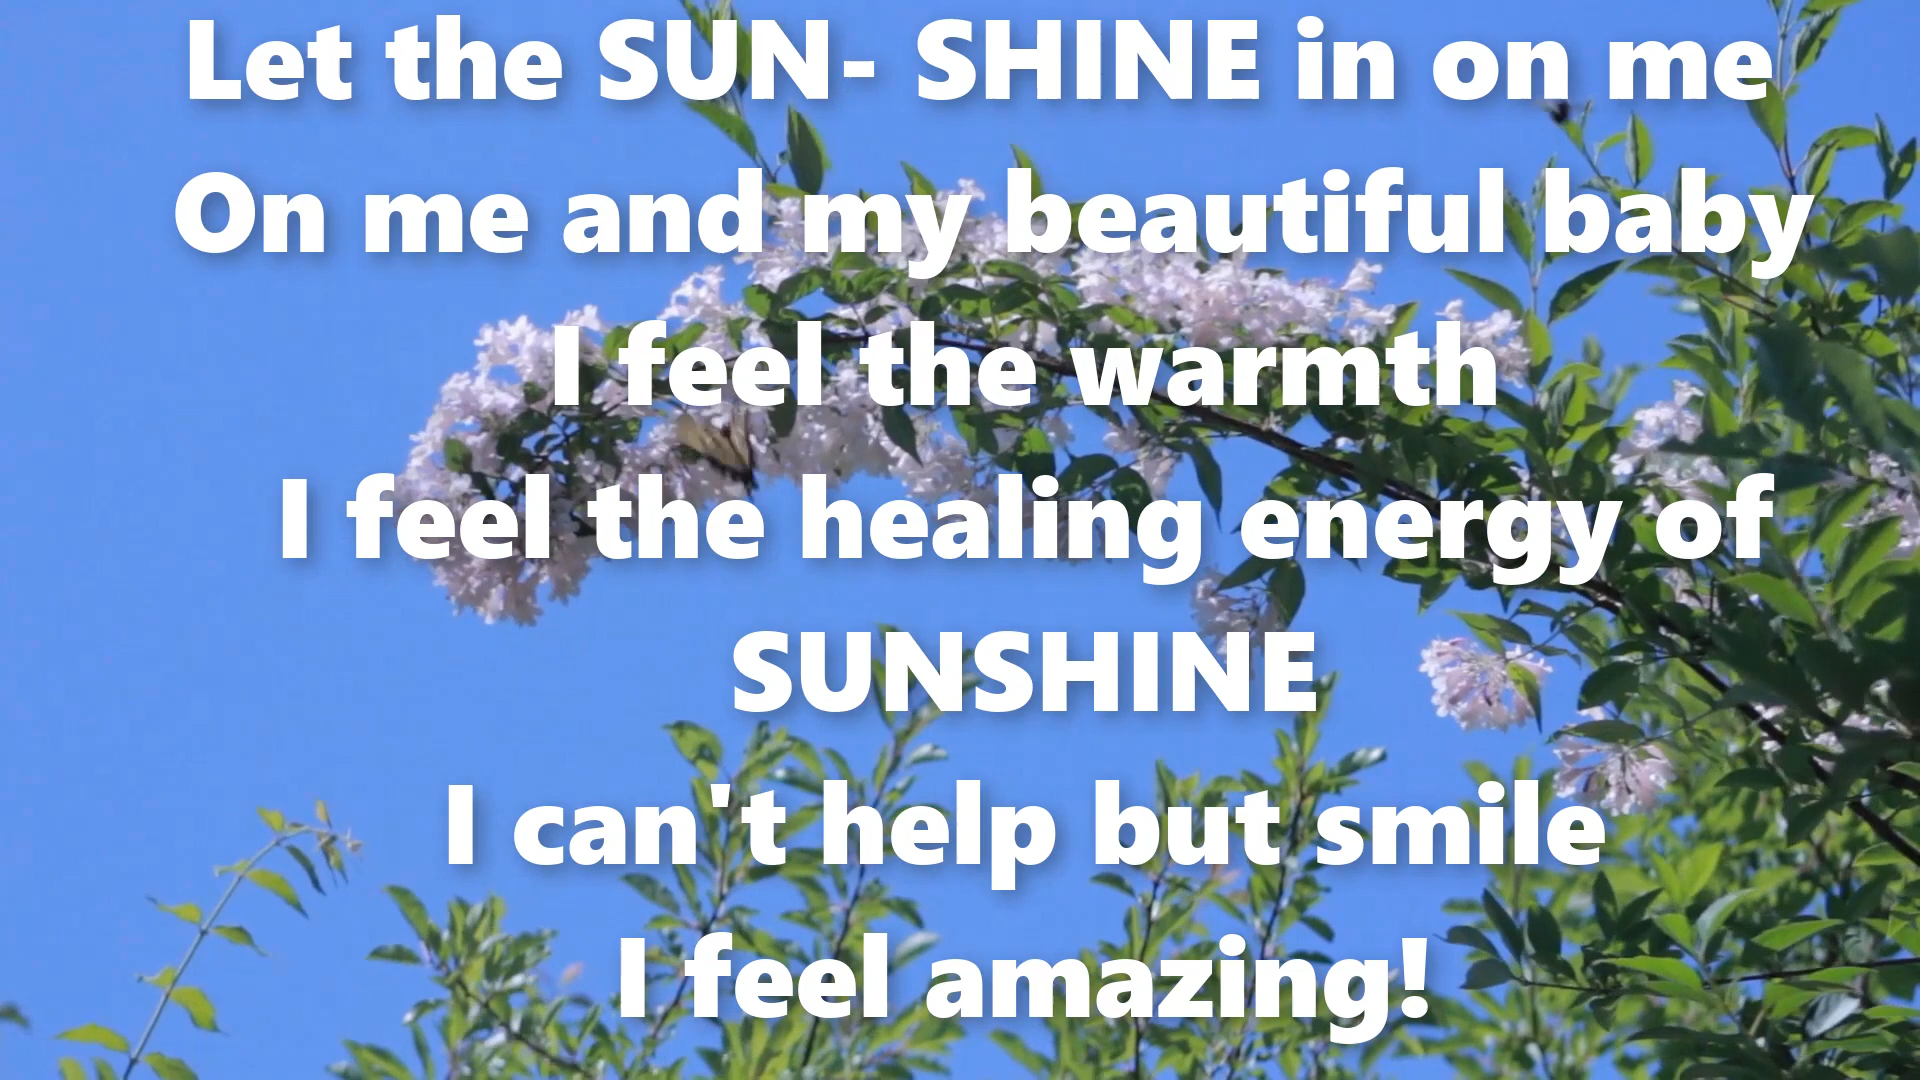 Let the SUN- SHINE in on me
On me and my beautiful baby
I feel the warmth
I feel the healing energy of
SUNSHINE
I can't help but smile
I feel amazing!